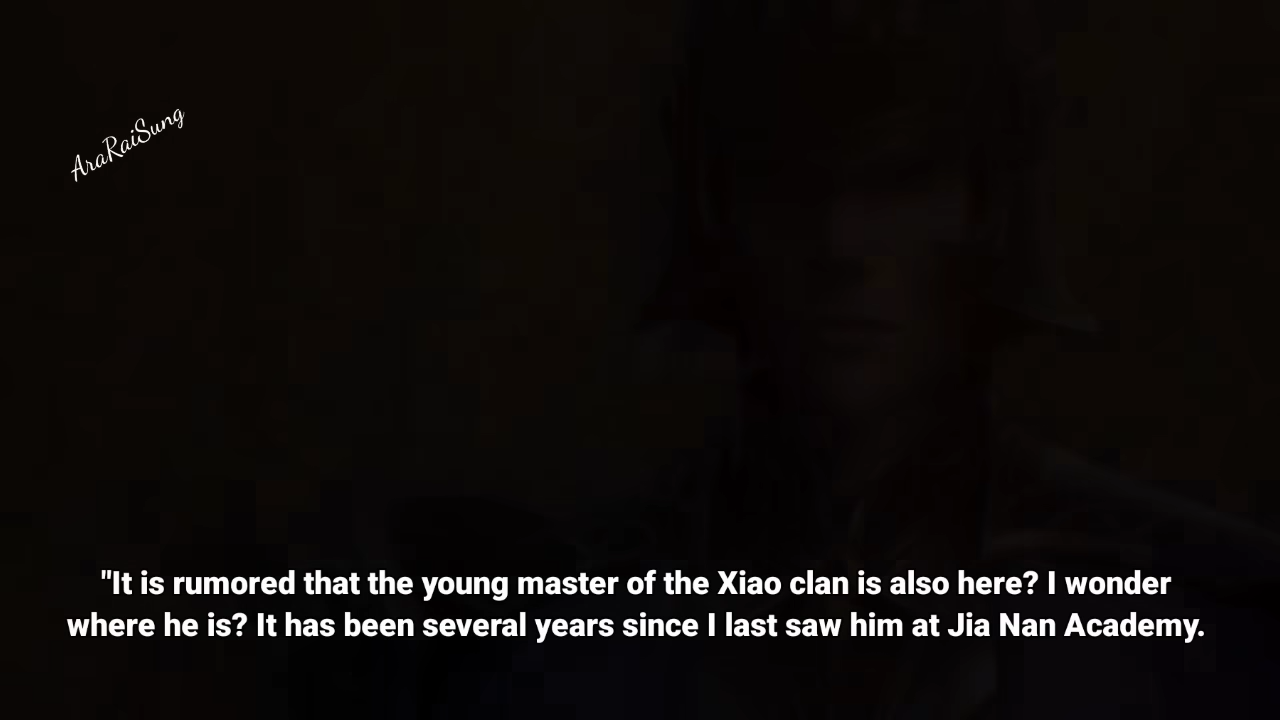 AraRaiSung
"It is rumored that the young master of the Xiao clan is also here? I wonder
where he is? It has been several years since I last saw him at Jia Nan Academy.